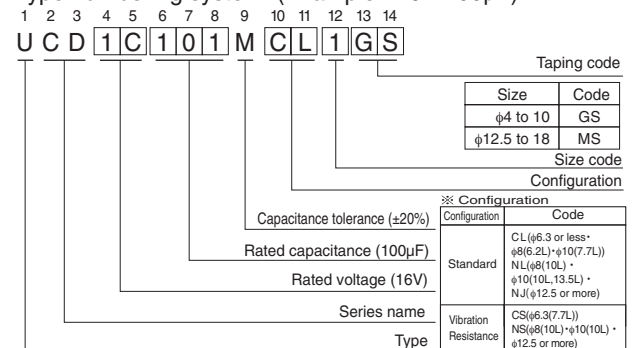 1 2 3 4 5 6 7 8 9 10 11 12 13 14
U C D 1 C 1 0 1 M C L 1 G S
Taping code
Size Code
φ4 to 10 GS
φ12.5 to 18 MS
Size code
Configuration
※ Configuration
Configuration Code
Standard
CL(φ6.3 or less・
φ8(6.2L)・φ10(7.7L))
NL(φ8(10L)・
φ10(10L,13.5L)・
NJ(φ12.5 or more)
Vibration
Resistance
CS(φ6.3(7.7L))
NS(φ8(10L)・φ10(10L)・
φ12.5 or more)
Capacitance tolerance (±20%)
Rated capacitance (100µF)
Rated voltage (16V)
Series name
Type